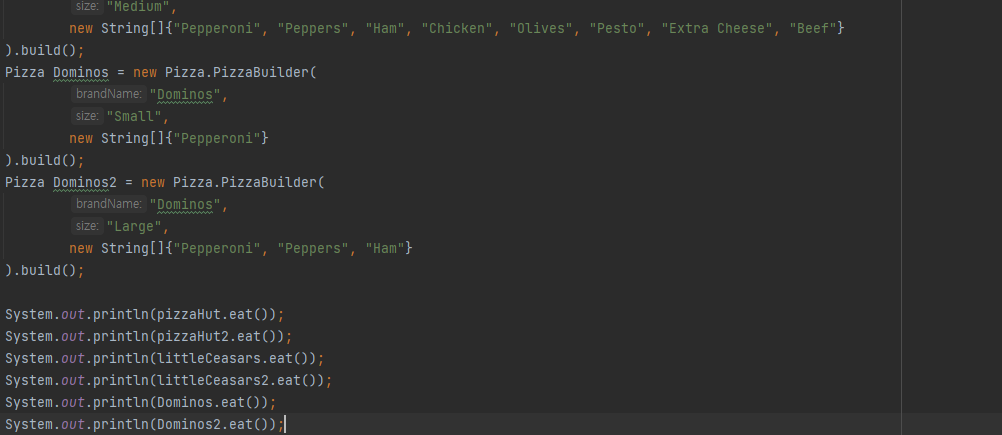 size: "Medium",
new String[]{"Pepperoni", "Peppers", "Ham", "Chicken", "Olives", "Pesto", "Extra Cheese", "Beef"}
).build();
Pizza Dominos = new Pizza.PizzaBuilder(
brandName: "Dominos",
size: "Small",
new String[]{"Pepperoni"}
).build();
Pizza Dominos2 = new Pizza.PizzaBuilder(
brandName: "Dominos",
size: "Large",
new String[]{"Pepperoni", "Peppers", "Ham"}
).build();
System.out.println(pizzaHut.eat());
System.out.println(pizzaHut2.eat());
System.out.println(littleCeasars.eat());
System.out.println(littleCeasars2.eat());
System.out.println(Dominos.eat());
System.out.println(Dominos2.eat());